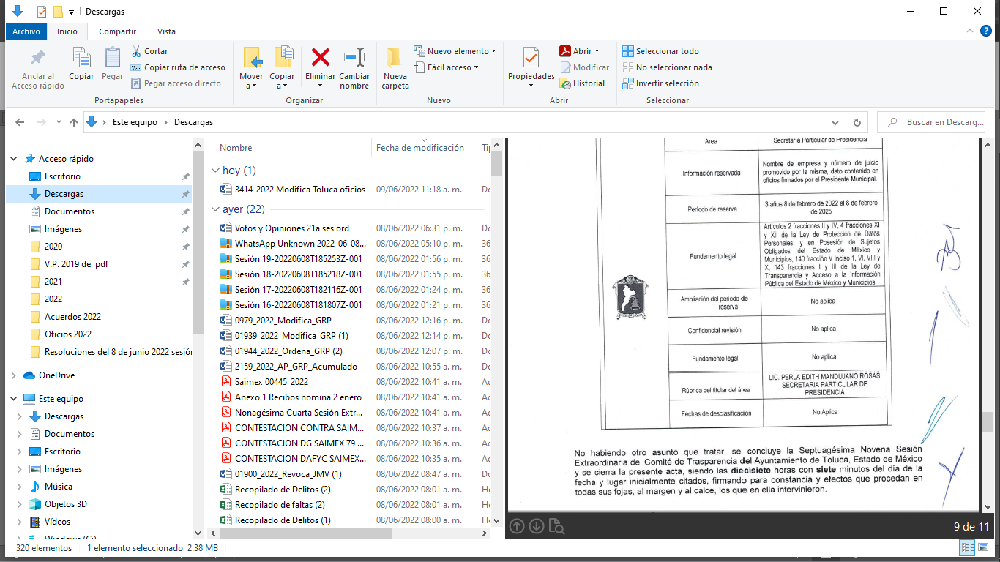 Descargas
Archivo Inicio Compartir Vista
Anclar al
Acceso rápido
Copiar
Pegar
Cortar
Copiar ruta de acceso
Pegar acceso directo
Portapapeles
Mover
a
Copiar
a
Eliminar
Cambiar
nombre
Organizar
Nueva
carpeta
Nuevo elemento
Fácil acceso
Nuevo
Propiedades
Abrir
Modificar
Historial
Abrir
Seleccionar todo
No seleccionar nada
Invertir selección
Seleccionar
Este equipo > Descargas
Buscar en Descarg...
Acceso rápido
Escritorio
Descargas
Documentos
Imágenes
2020
V.P. 2019 de pdf
2021
2022
Acuerdos 2022
Oficios 2022
Resoluciones del 8 de junio 2022 sesión
OneDrive
Este equipo
Descargas
Documentos
Escritorio
Imágenes
Música
Objetos 3D
Vídeos
Windows (C:)
Nombre Fecha de modificación Ti
hoy (1)
3414-2022 Modifica Toluca oficios 09/06/2022 11:18 a. m. Do
ayer (22)
Votos y Opiniones 21a ses ord 08/06/2022 06:31 p. m. Do
WhatsApp Unknown 2022-06-08... 08/06/2022 05:10 p. m. 36
Sesión 19-20220608T185253Z-001 08/06/2022 01:56 p. m. 36
Sesión 18-20220608T185218Z-001 08/06/2022 01:55 p. m. 36
Sesión 17-20220608T182116Z-001 08/06/2022 01:24 p. m. 36
Sesión 16-20220608T181807Z-001 08/06/2022 01:21 p. m. 36
0979_2022_Modifica_GRP 08/06/2022 12:16 p. m. Do
01939_2022_Modifica_GRP (1) 08/06/2022 12:14 p. m. Do
01944_2022_Ordena_GRP (2) 08/06/2022 12:07 p. m. Do
2159_2022_AP_GRP_Acumulado 08/06/2022 10:55 a. m. Do
Saimex 00445_2022 08/06/2022 10:41 a. m. Ac
Anexo 1 Recibos nomina 2 enero 08/06/2022 10:41 a. m. Ac
Nonagésima Cuarta Sesión Extr... 08/06/2022 10:41 a. m. Ac
CONTESTACION CONTRA SAIM... 08/06/2022 10:37 a. m. Ac
CONTESTACION DG SAIMEX 79 ... 08/06/2022 10:36 a. m. Ac
CONTESTACION DAFYC SAIMEX... 08/06/2022 10:35 a. m. Ac
01900_2022_Revoca_JMV (1) 08/06/2022 08:47 a. m. Do
Recopilado de Delitos (2) 08/06/2022 08:01 a. m. Ho
Recopilado de faltas (2) 08/06/2022 08:01 a. m. Ho
Recopilado de Delitos (1) 08/06/2022 08:00 a. m. Ho
Área Secretaria Particular de Presidencia
Información reservada
Nombre de empresa y número de juicio
promovido por la misma, dato contenido en
oficios firmados por el Presidente Municipal.
Período de reserva
3 años 8 de febrero de 2022 al 8 de febrero
de 2025
Fundamento legal
Artículos 2 fracciones II y IV, 4 fracciones XI
y XII de la Ley de Protección de Datos
Personales, y en Posesión de Sujetos
Obligados del Estado de México y
Municipios, 140 fracción V Inciso 1, VI, VIII y
X, 143 fracciones I y III de la Ley de
Transparencia y Acceso a la Información
Pública del Estado de México y Municipios
Ampliación del periodo de
reserva
No aplica
Confidencial revisión No aplica
Fundamento legal No aplica
Rúbrica del titular del área
LIC. PERLA EDITH MANDUJANO ROSAS
SECRETARIA PARTICULAR DE
PRESIDENCIA
Fechas de desclasificación No Aplica
No habiendo otro asunto que tratar, se concluye la Septuagésima Novena Sesión
Extraordinaria del Comité de Trasparencia del Ayuntamiento de Toluca, Estado de México
y se cierra la presente acta, siendo las diecisiete horas con siete minutos del día de la
fecha y lugar inicialmente citados, firmando para constancia y efectos que procedan en
todas sus fojas, al margen y al calce, los que en ella intervinieron.
9 de 11
320 elementos 1 elemento seleccionado 2.38 MB